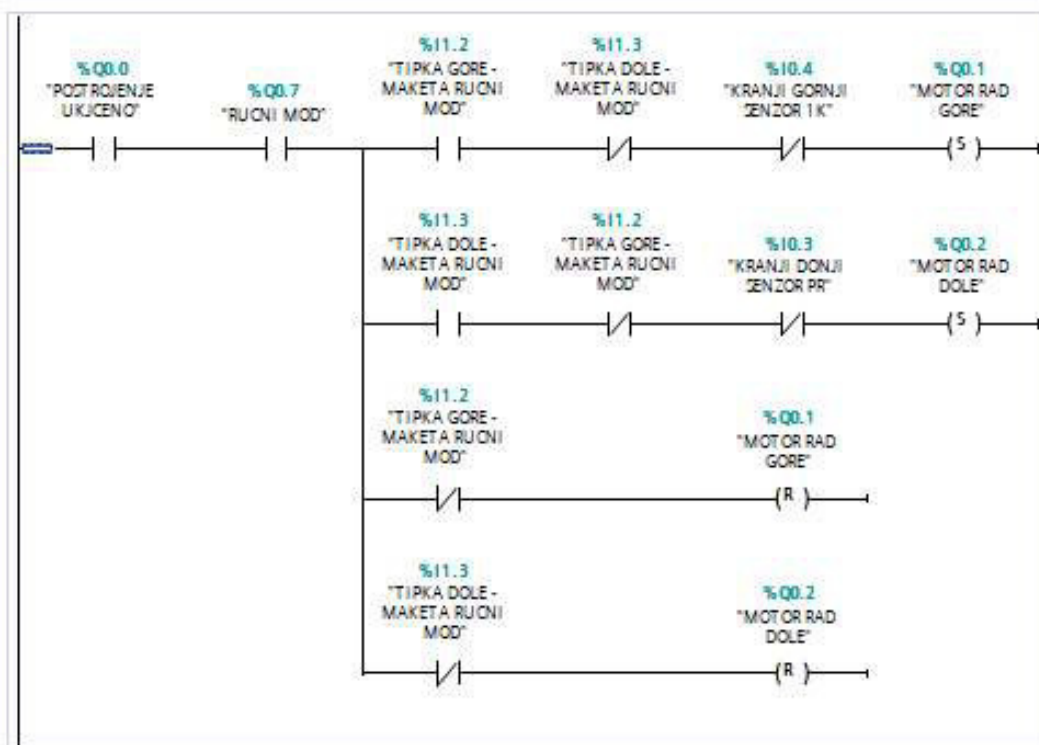 %Q0.0
"POSTROJENJE
UKJCENO"
%Q0.7
"RUCNI MOD"
%I1.2
"TIPKA GORE -
MAKETA RUCNI
MOD"
%I1.3
"TIPKA DOLE -
MAKETA RUCNI
MOD"
%I0.4
"KRANJI GORNJI
SENZOR 1K"
%Q0.1
"MOTOR RAD
GORE"
S
%I1.3
"TIPKA DOLE -
MAKETA RUCNI
MOD"
%I1.2
"TIPKA GORE -
MAKETA RUCNI
MOD"
%I0.3
"KRANJI DONJI
SENZOR PR"
%Q0.2
"MOTOR RAD
DOLE"
S
%I1.2
"TIPKA GORE -
MAKETA RUCNI
MOD"
%Q0.1
"MOTOR RAD
GORE"
R
%I1.3
"TIPKA DOLE -
MAKETA RUCNI
MOD"
%Q0.2
"MOTOR RAD
DOLE"
R